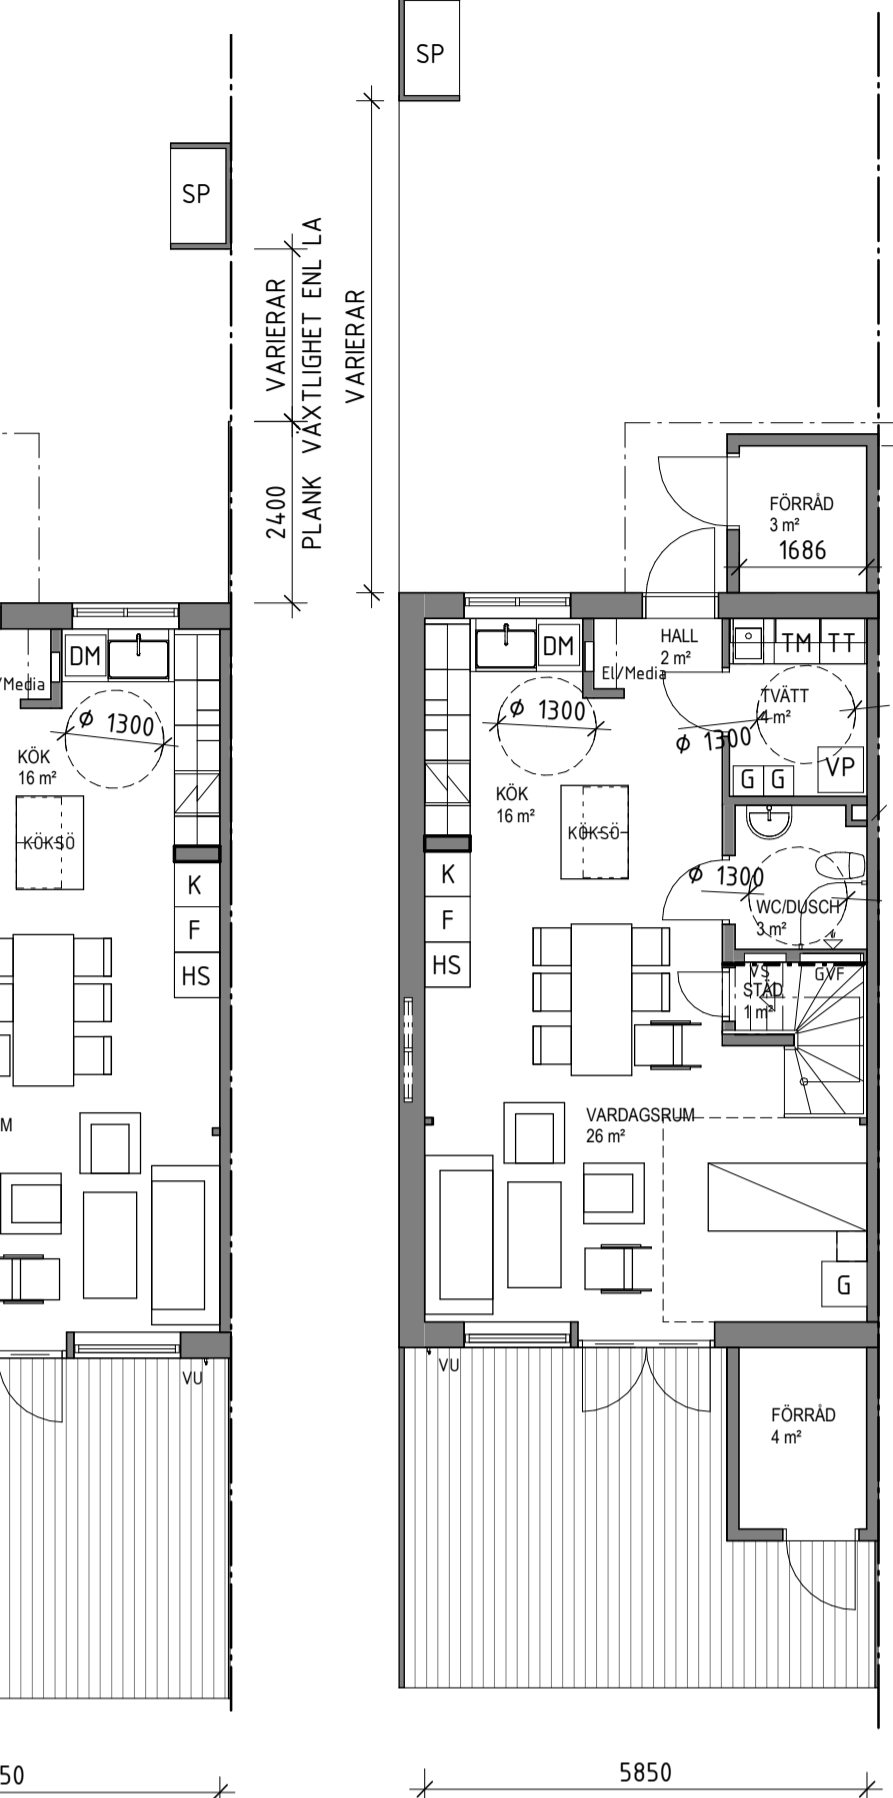 SP
SP
VARIERAR
PLANK VÄXTLIGHET ENL LA
VARIERAR
2400
FÖRRÅD
3 m²
1686
DM
/Media
Ø 1300
KÖK
16 m²
KÖKSÖ
K
F
HS
M
VU
50
DM
HALL
2 m²
El/Media
TM
TT
TVÄTT
4 m²
Ø 1300
Ø 1300
G
G
VP
KÖK
16 m²
KÖKSÖ
K
F
HS
Ø 1300
WC/DUSCH
3 m²
VS
GVF
STÄD
1 m²
VARDAGSRUM
26 m²
G
VU
FÖRRÅD
4 m²
5850